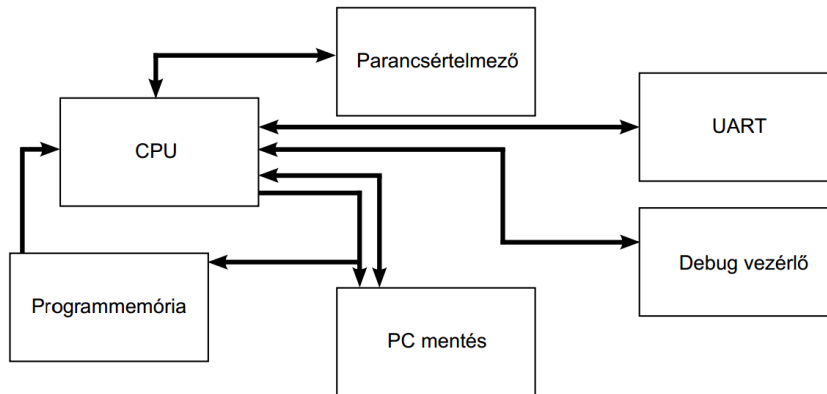 Parancsértelmező
UART
CPU
Debug vezérlő
Programmemória
PC mentés